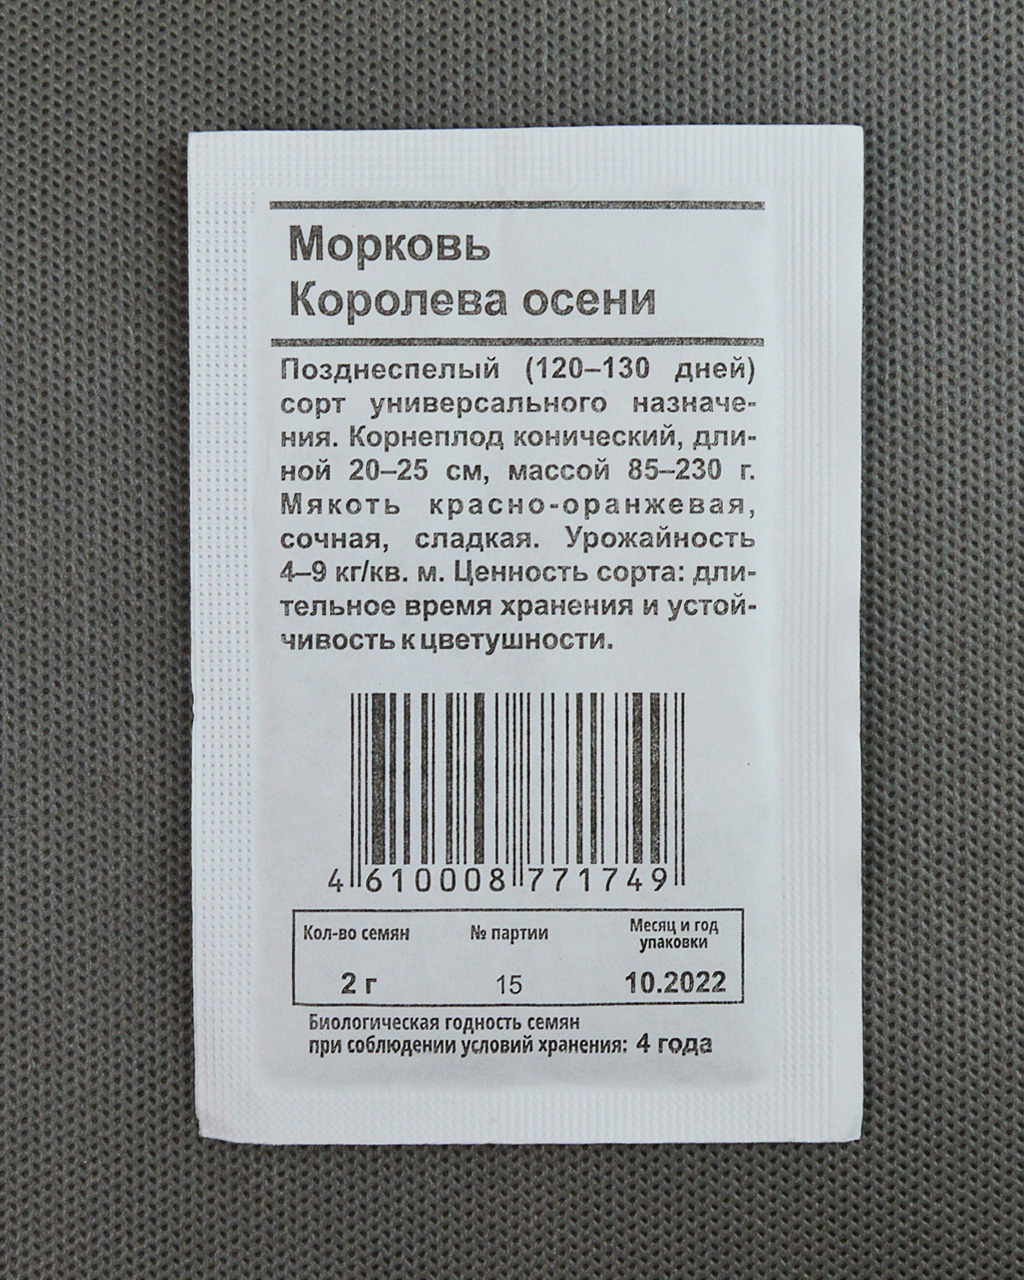 Морковь
Королева осени
Позднеспелый (120–130 дней)
сорт универсального назначе-
ния. Корнеплод конический, дли-
ной 20–25 см, массой 85–230 г.
Мякоть красно-оранжевая,
сочная, сладкая. Урожайность
4–9 кг/кв. м. Ценность сорта: дли-
тельное время хранения и устой-
чивость к цветушности.
4 610008 771749
Кол-во семян № партии Месяц и год упаковки
2 г 15 10.2022
Биологическая годность семян
при соблюдении условий хранения: 4 года